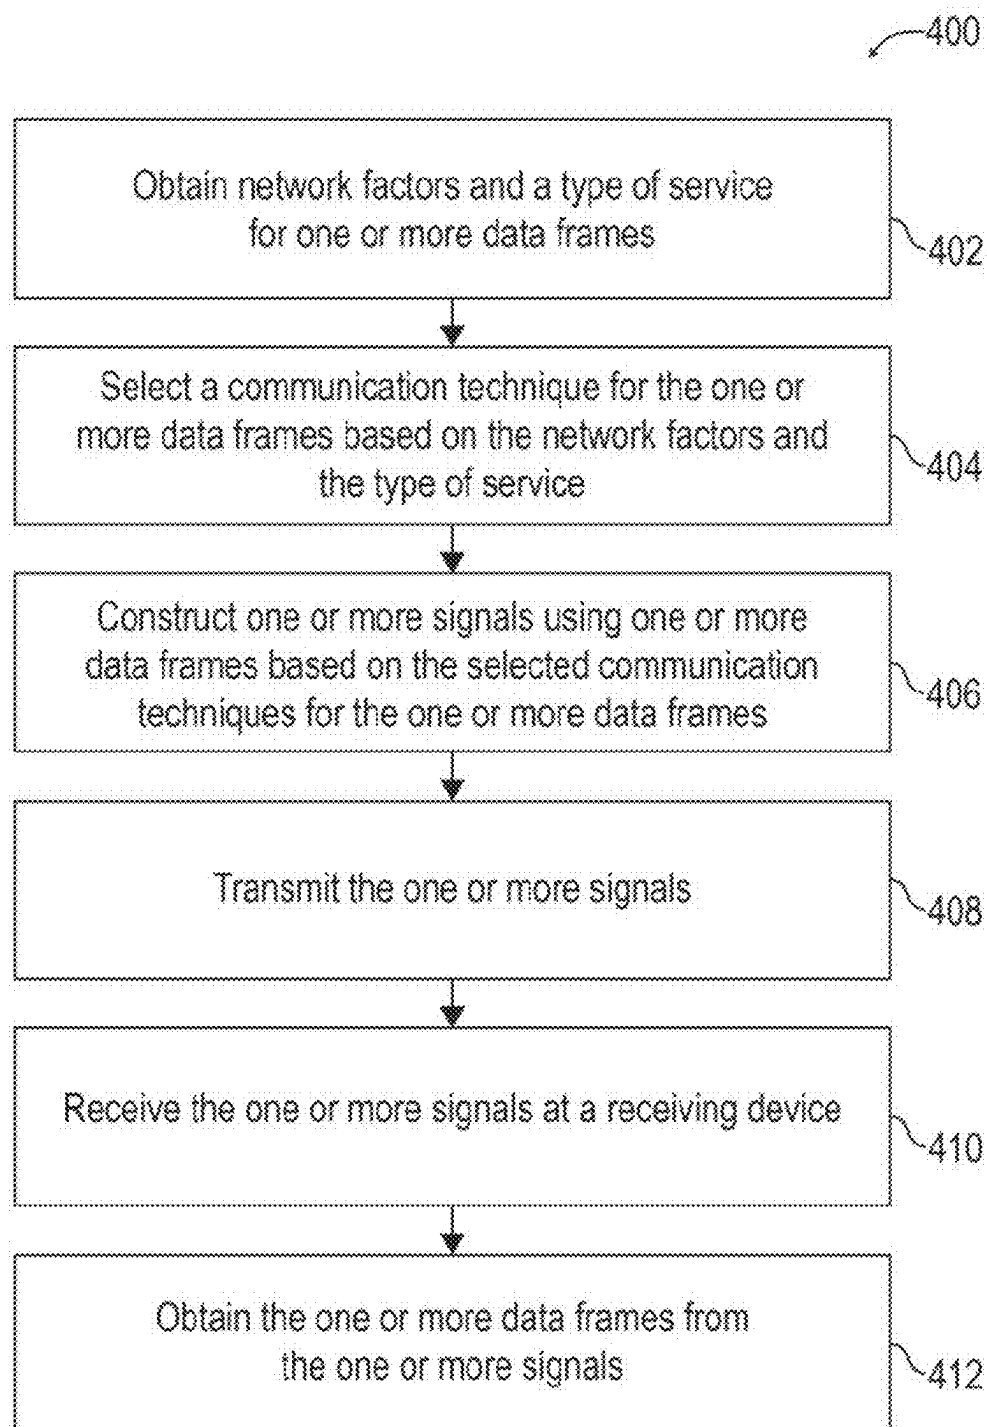 400
Obtain network factors and a type of service
for one or more data frames
402
Select a communication technique for the one or
more data frames based on the network factors and
the type of service
404
Construct one or more signals using one or more
data frames based on the selected communication
techniques for the one or more data frames
406
Transmit the one or more signals
408
Receive the one or more signals at a receiving device
410
Obtain the one or more data frames from
the one or more signals
412